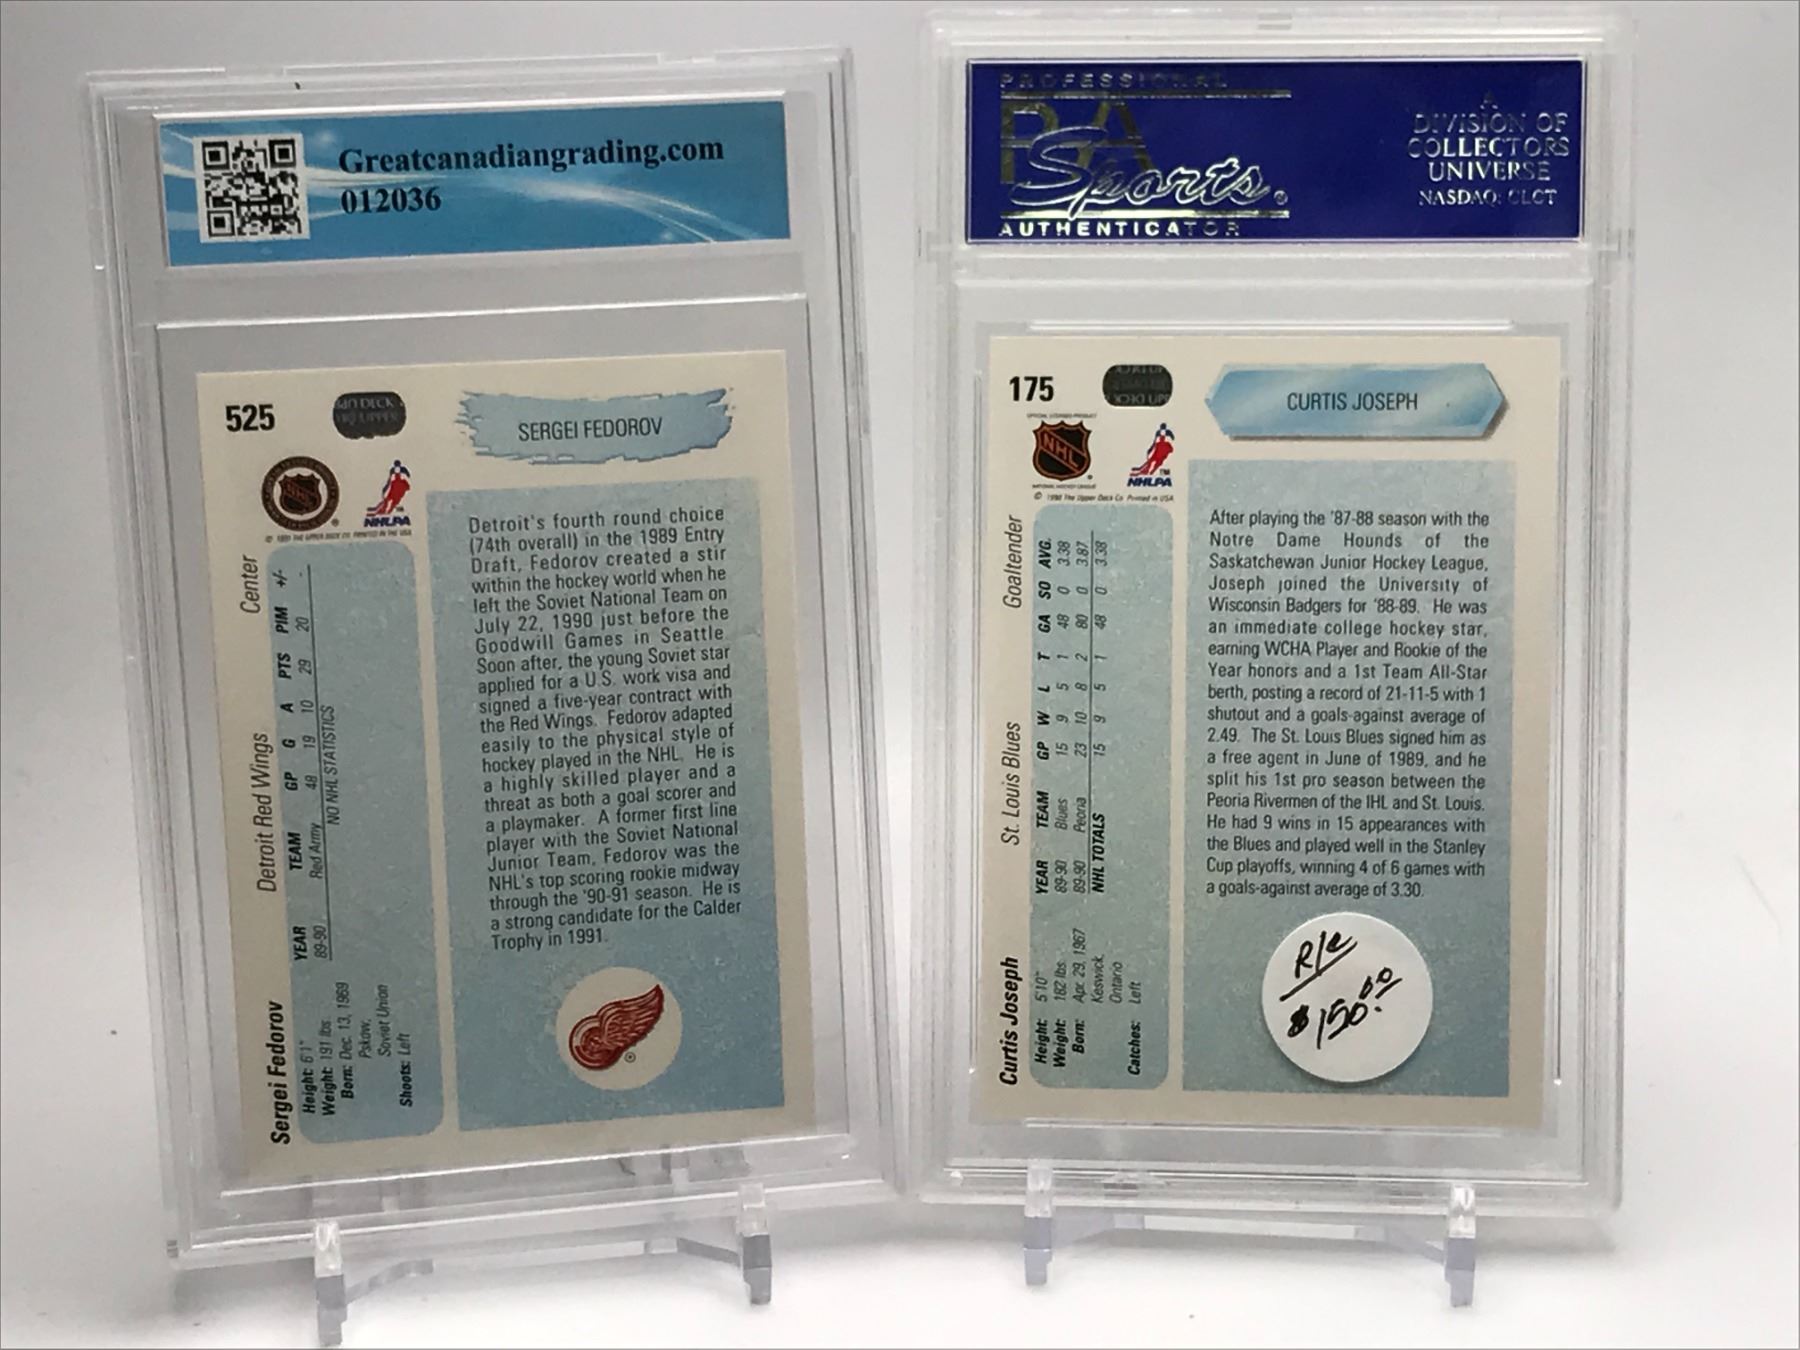 Greatcanadiangrading.com
012036
525
SERGEI FEDOROV
NHL
NHLPA
Sergei Fedorov Detroit Red Wings Center
Height: 6'1"
Weight: 191 lbs.
Born: Dec. 13, 1969
Pskov,
Soviet Union
Shoots: Left
YEAR TEAM GP G A PTS PIM +/-
89-90 Red Army 48 19 10 29 20 -
NO NHL STATISTICS
Detroit's fourth round choice
(74th overall) in the 1989 Entry
Draft, Fedorov created a stir
within the hockey world when he
left the Soviet National Team on
July 22, 1990 just before the
Goodwill Games in Seattle.
Soon after, the young Soviet star
applied for a U.S. work visa and
signed a five-year contract with
the Red Wings. Fedorov adapted
easily to the physical style of
hockey played in the NHL. He is
a highly skilled player and a
threat as both a goal scorer and
a playmaker. A former first line
player with the Soviet National
Junior Team, Fedorov was the
NHL's top scoring rookie midway
through the '90-91 season. He is
a strong candidate for the Calder
Trophy in 1991.
PROFESSIONAL
PSA
Sports
AUTHENTICATOR
A
DIVISION OF
COLLECTORS
UNIVERSE
NASDAQ: CLCT
175
CURTIS JOSEPH
NHL
NHLPA
© 1990 The Upper Deck Co. Printed in USA
Curtis Joseph St. Louis Blues Goaltender
Height: 5'10"
Weight: 182 lbs.
Born: Apr. 29, 1967
Keswick,
Ontario
Catches: Left
YEAR TEAM GP W L T GA SO AVG.
89-90 Blues 15 9 5 1 48 0 3.38
89-90 Peoria 23 10 8 2 80 0 3.87
NHL TOTALS 15 9 5 1 48 0 3.38
After playing the '87-88 season with the
Notre Dame Hounds of the
Saskatchewan Junior Hockey League,
Joseph joined the University of
Wisconsin Badgers for '88-89. He was
an immediate college hockey star,
earning WCHA Player and Rookie of the
Year honors and a 1st Team All-Star
berth, posting a record of 21-11-5 with 1
shutout and a goals-against average of
2.49. The St. Louis Blues signed him as
a free agent in June of 1989, and he
split his 1st pro season between the
Peoria Rivermen of the IHL and St. Louis.
He had 9 wins in 15 appearances with
the Blues and played well in the Stanley
Cup playoffs, winning 4 of 6 games with
a goals-against average of 3.30.
R/C
$150.00